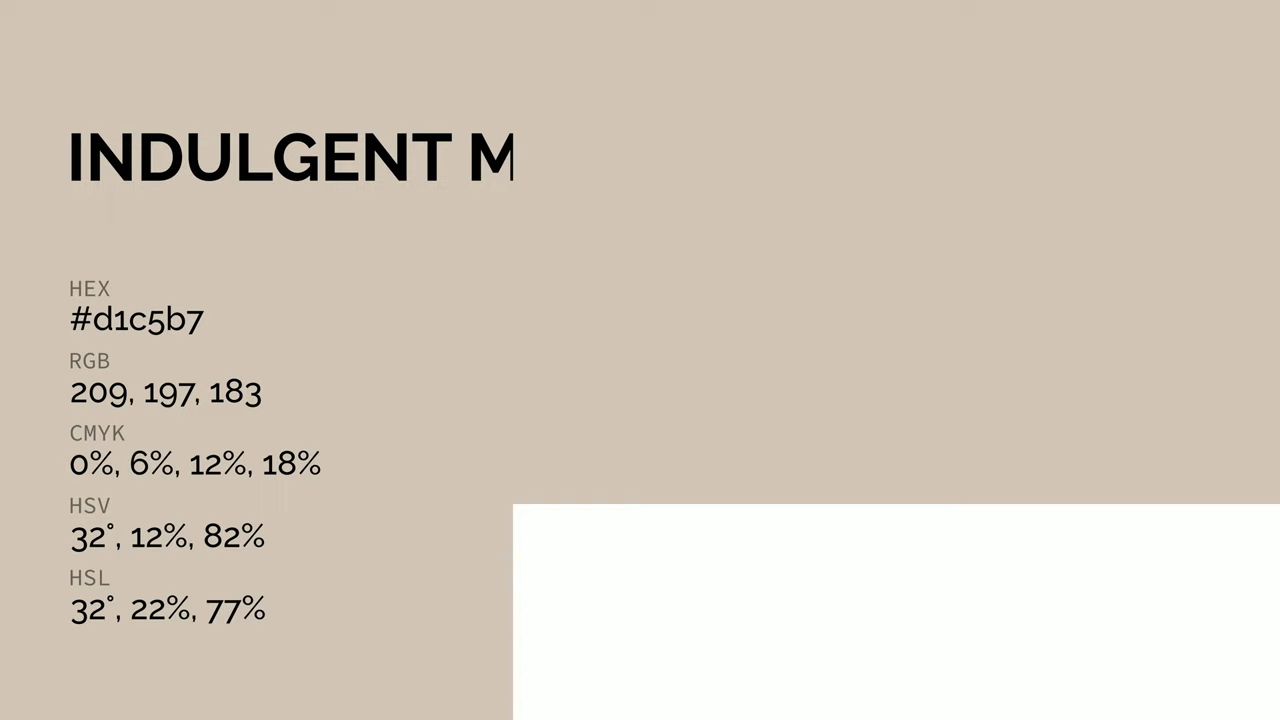 INDULGENT M
HEX
#d1c5b7
RGB
209, 197, 183
CMYK
0%, 6%, 12%, 18%
HSV
32°, 12%, 82%
HSL
32°, 22%, 77%